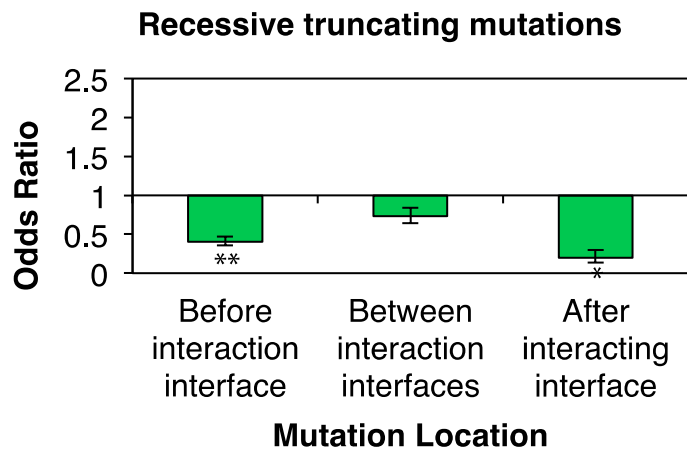 Recessive truncating mutations
Odds Ratio
2.5
2
1.5
1
0.5
0
**
*
Before
interaction
interface
Between
interaction
interfaces
After
interacting
interface
Mutation Location